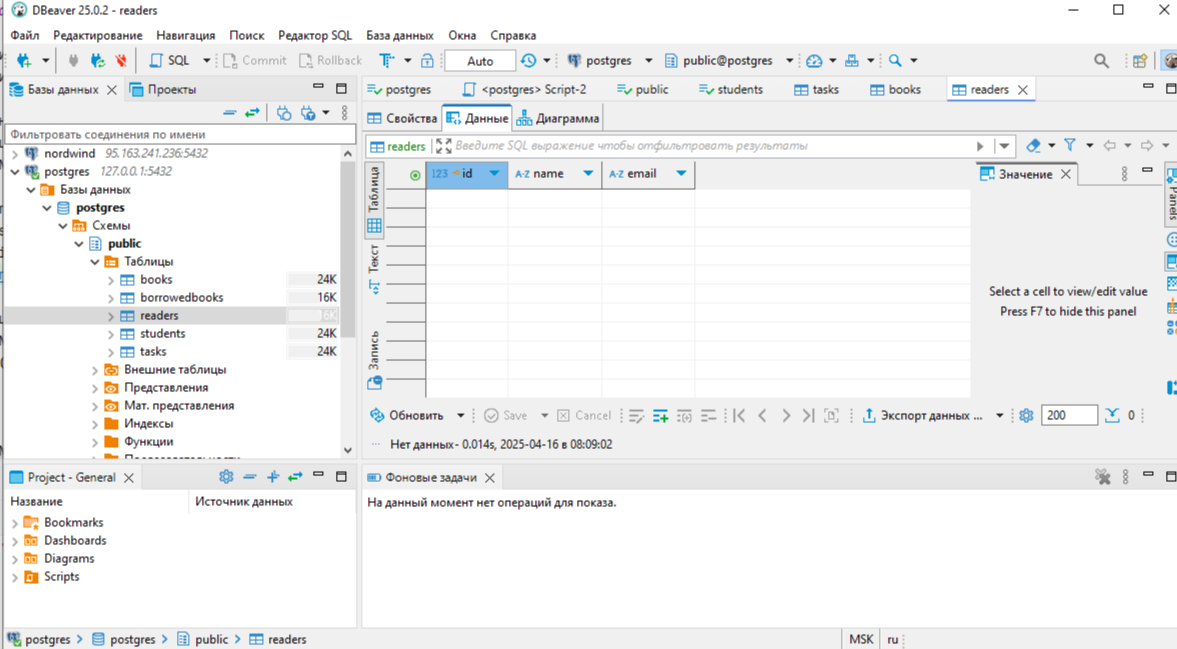 DBeaver 25.0.2 - readers
Файл Редактирование Навигация Поиск Редактор SQL База данных Окна Справка
SQL Commit Rollback Auto postgres public@postgres
Базы данных Проекты
postgres <postgres> Script-2 public students tasks books readers
Свойства Данные Диаграмма
Фильтровать соединения по имени
readers Введите SQL выражение чтобы отфильтровать результаты
nordwind 95.163.241.236:5432
postgres 127.0.0.1:5432
Базы данных
postgres
Схемы
public
Таблицы
books 24K
borrowedbooks 16K
readers 6K
students 24K
tasks 24K
Внешние таблицы
Представления
Мат. представления
Индексы
Функции
Таблица
Текст
Запись
123 id A-Z name A-Z email
Значение
Panels
Select a cell to view/edit value
Press F7 to hide this panel
Обновить Save Cancel Экспорт данных ... 200 0
Нет данных - 0.014s, 2025-04-16 в 08:09:02
Project - General
Название Источник данных
Bookmarks
Dashboards
Diagrams
Scripts
Фоновые задачи
На данный момент нет операций для показа.
postgres postgres public readers
MSK ru